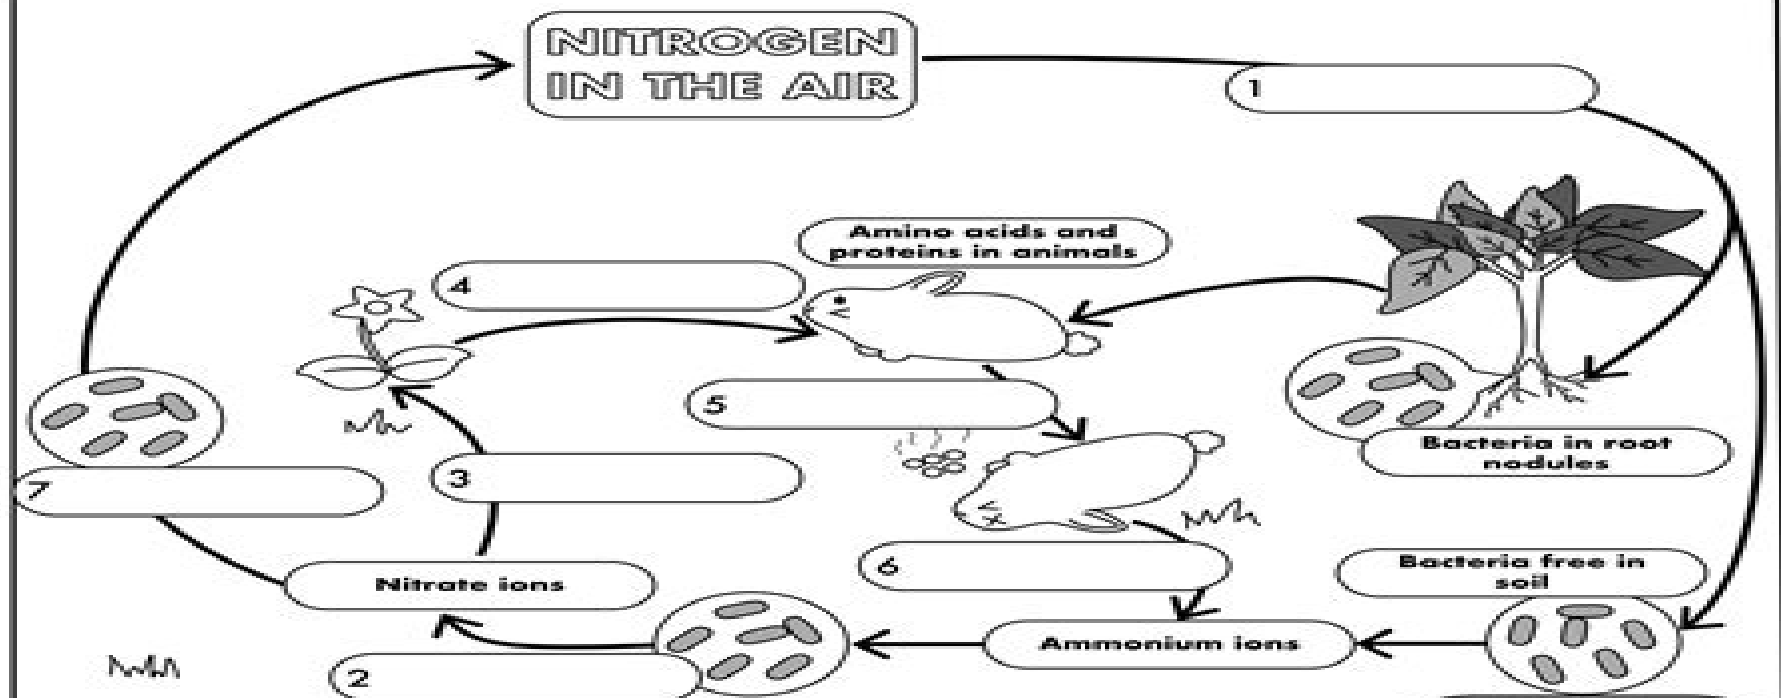 NITROGEN
IN THE AIR
1
Amino acids and
proteins in animals
4
5
Bacteria in root
nodules
7
3
Nitrate ions
6
Bacteria free in
soil
Ammonium ions
2